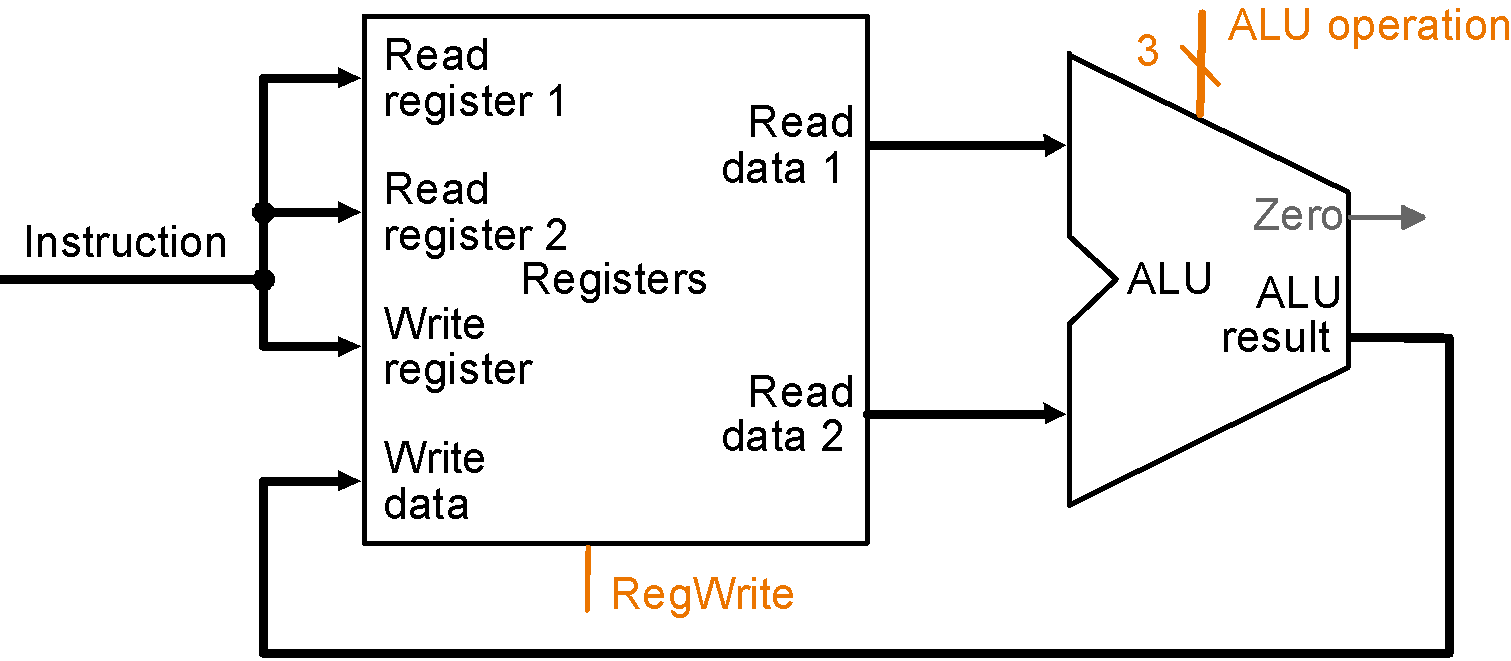 ALU operation
3
Read
register 1
Read
data 1
Read
register 2
Zero
Instruction
Registers
ALU
ALU
result
Write
register
Read
data 2
Write
data
RegWrite